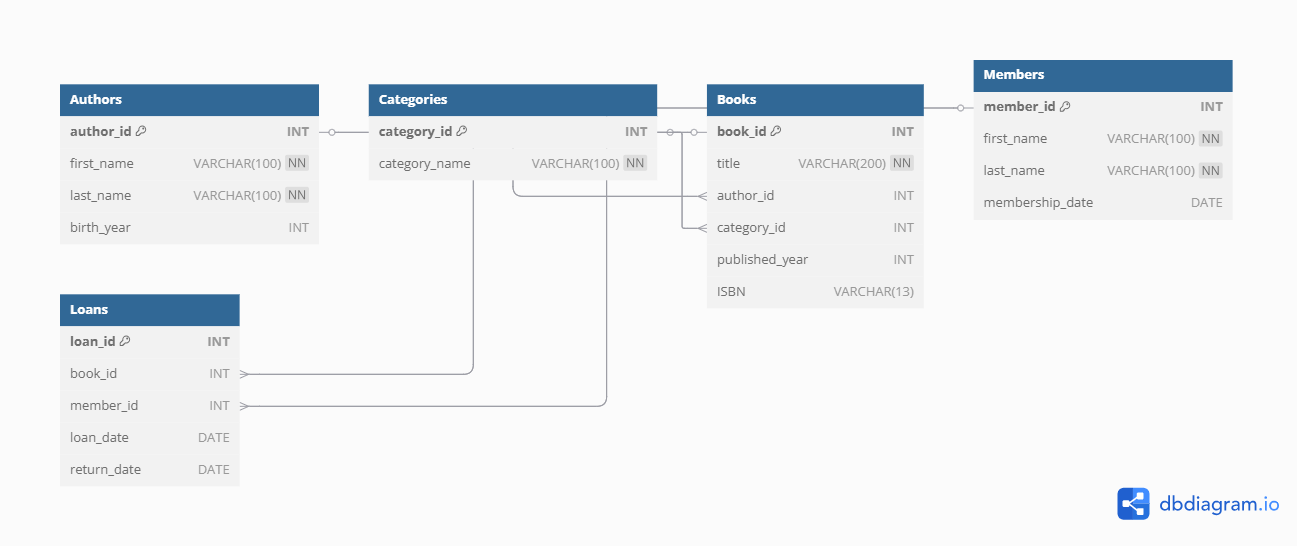 Authors
author_id INT
first_name VARCHAR(100) NN
last_name VARCHAR(100) NN
birth_year INT
Categories
category_id INT
category_name VARCHAR(100) NN
Books
book_id INT
title VARCHAR(200) NN
author_id INT
category_id INT
published_year INT
ISBN VARCHAR(13)
Members
member_id INT
first_name VARCHAR(100) NN
last_name VARCHAR(100) NN
membership_date DATE
Loans
loan_id INT
book_id INT
member_id INT
loan_date DATE
return_date DATE
dbdiagram.io